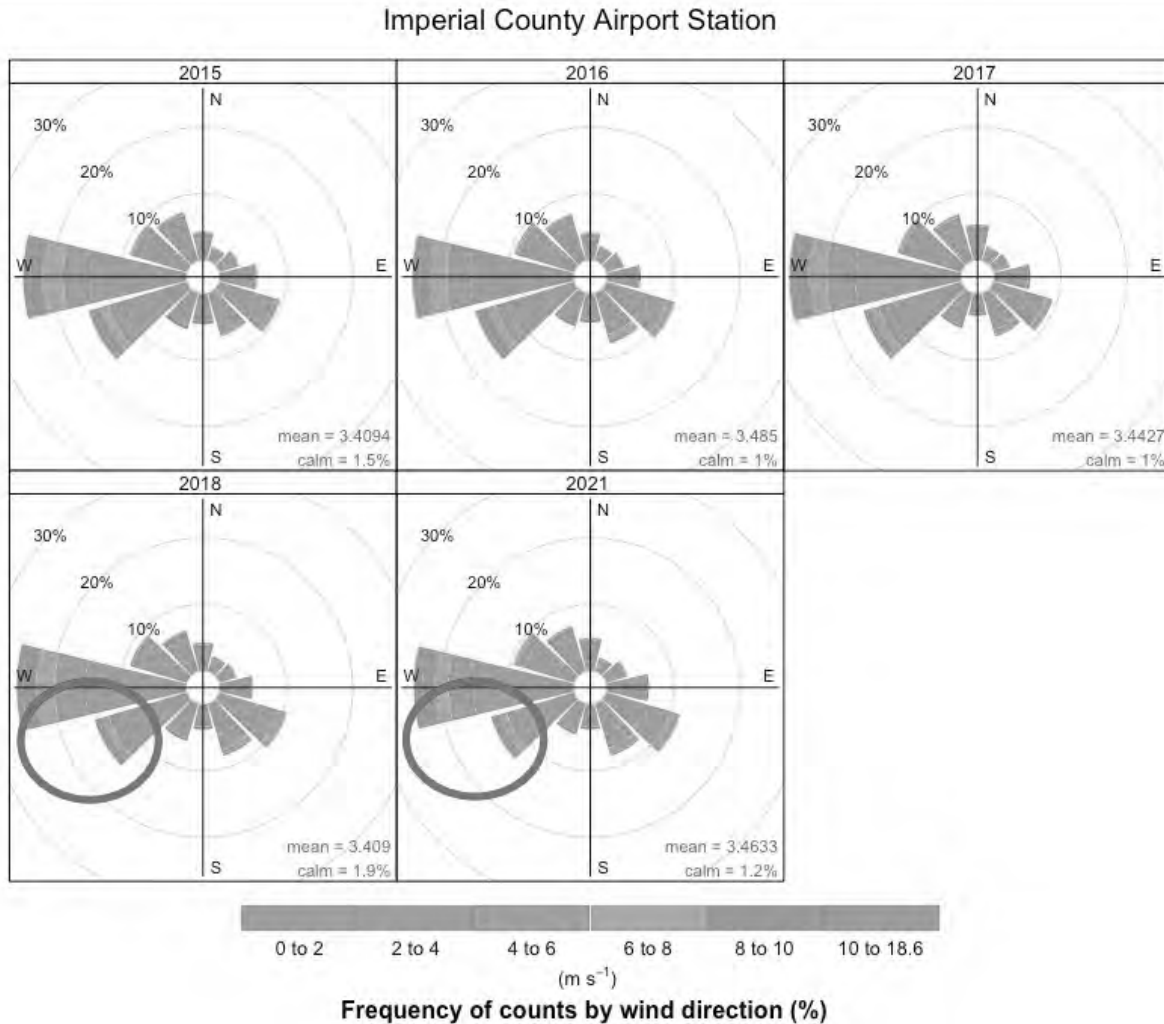 Imperial County Airport Station
2015
2016
2017
N
30%
20%
10%
W
E
S
mean = 3.4094
calm = 1.5%
N
30%
20%
10%
W
E
S
mean = 3.485
calm = 1%
N
30%
20%
10%
W
E
S
mean = 3.4427
calm = 1%
2018
2021
N
30%
20%
10%
W
E
S
mean = 3.409
calm = 1.9%
N
30%
20%
10%
W
E
S
mean = 3.4633
calm = 1.2%
0 to 2 2 to 4 4 to 6 6 to 8 8 to 10 10 to 18.6
(m s⁻¹)
Frequency of counts by wind direction (%)